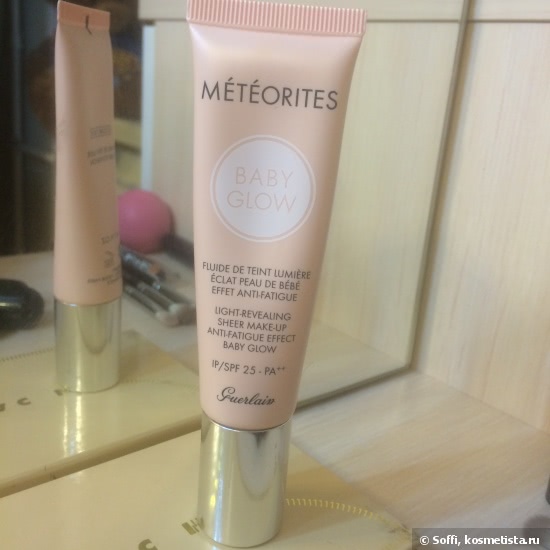 MÉTÉORITES
BABY
GLOW
FLUIDE DE TEINT LUMIÈRE
ÉCLAT PEAU DE BÉBÉ
EFFET ANTI-FATIGUE
LIGHT-REVEALING
SHEER MAKE-UP
ANTI-FATIGUE EFFECT
BABY GLOW
IP/SPF 25 - PA++
Guerlain
© Soffi, kosmetista.ru